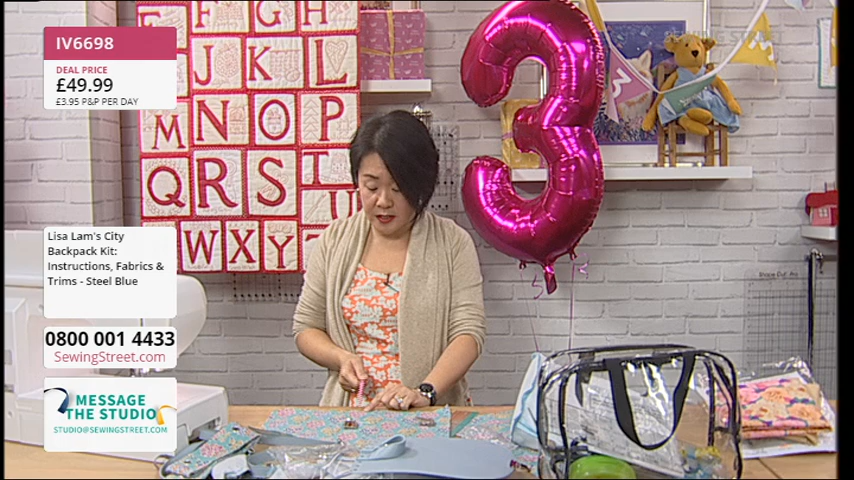 IV6698
DEAL PRICE
£49.99
£3.95 P&P PER DAY
Lisa Lam's City
Backpack Kit:
Instructions, Fabrics &
Trims - Steel Blue
0800 001 4433
SewingStreet.com
MESSAGE
THE STUDIO
STUDIO@SEWINGSTREET.COM
F G H
J K L
M N O P
Q R S T
U
W X Y Z
3
3